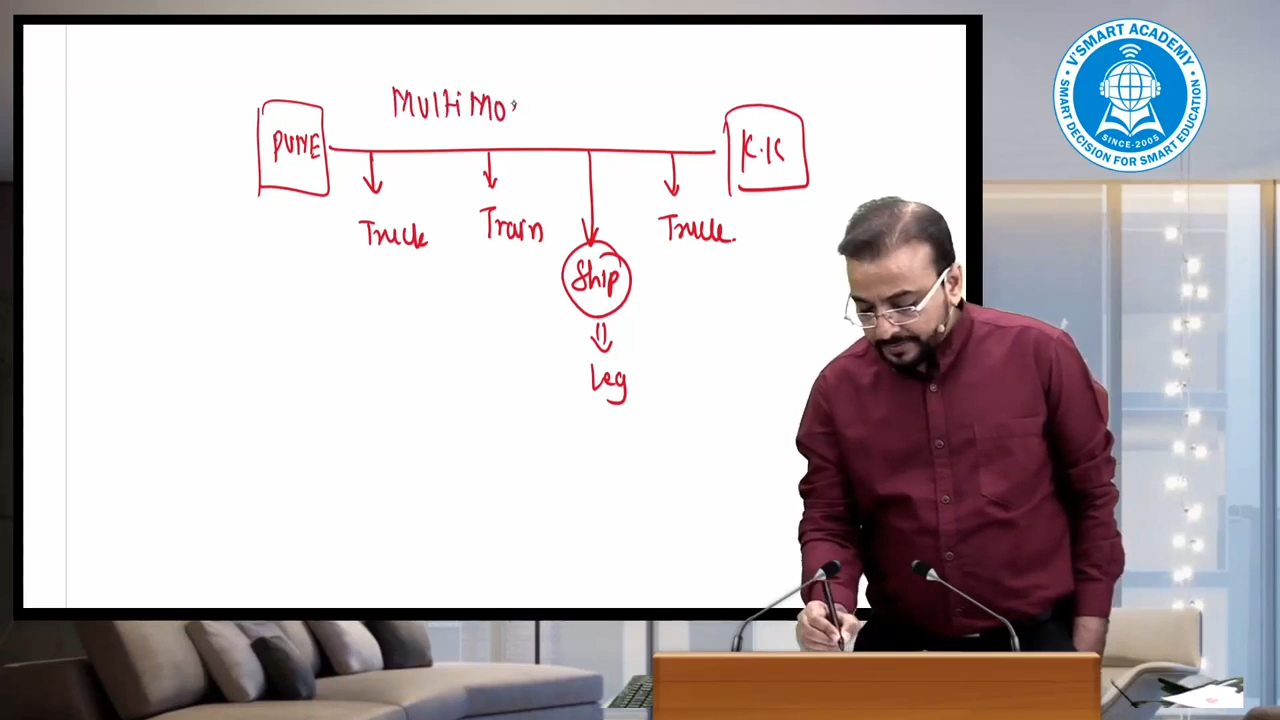 MultiMo
PUNE
K.K
Truck
Train
Truck.
Ship
Leg
V'SMART ACADEMY
SINCE-2005
SMART DECISION FOR SMART EDUCATION